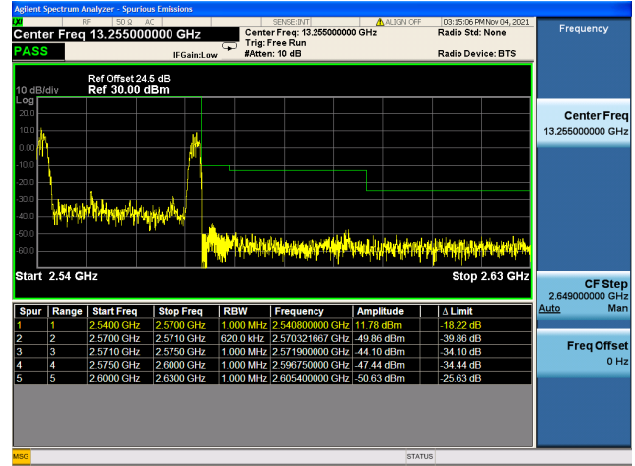 Agilent Spectrum Analyzer - Spurious Emissions
RF 50 Ω AC SENSE:INT ALIGN OFF 03:15:06 PM Nov 04, 2021
Center Freq 13.255000000 GHz
Center Freq: 13.255000000 GHz
Radio Std: None
Trig: Free Run
PASS
IFGain:Low
#Atten: 10 dB
Radio Device: BTS
Ref Offset 24.5 dB
10 dB/div Ref 30.00 dBm
Log
20.0
10.0
0.00
-10.0
-20.0
-30.0
-40.0
-50.0
-60.0
Start 2.54 GHz
Stop 2.63 GHz
Spur Range Start Freq Stop Freq RBW Frequency Amplitude Δ Limit
1 1 2.5400 GHz 2.5700 GHz 1.000 MHz 2.540800000 GHz 11.78 dBm -18.22 dB
2 2 2.5700 GHz 2.5710 GHz 620.0 kHz 2.570321667 GHz -49.86 dBm -39.86 dB
3 3 2.5710 GHz 2.5750 GHz 1.000 MHz 2.571900000 GHz -44.10 dBm -34.10 dB
4 4 2.5750 GHz 2.6000 GHz 1.000 MHz 2.596750000 GHz -47.44 dBm -34.44 dB
5 5 2.6000 GHz 2.6300 GHz 1.000 MHz 2.605400000 GHz -50.63 dBm -25.63 dB
Frequency
Center Freq
13.255000000 GHz
CF Step
2.649000000 GHz
Auto Man
Freq Offset
0 Hz
MSG
STATUS